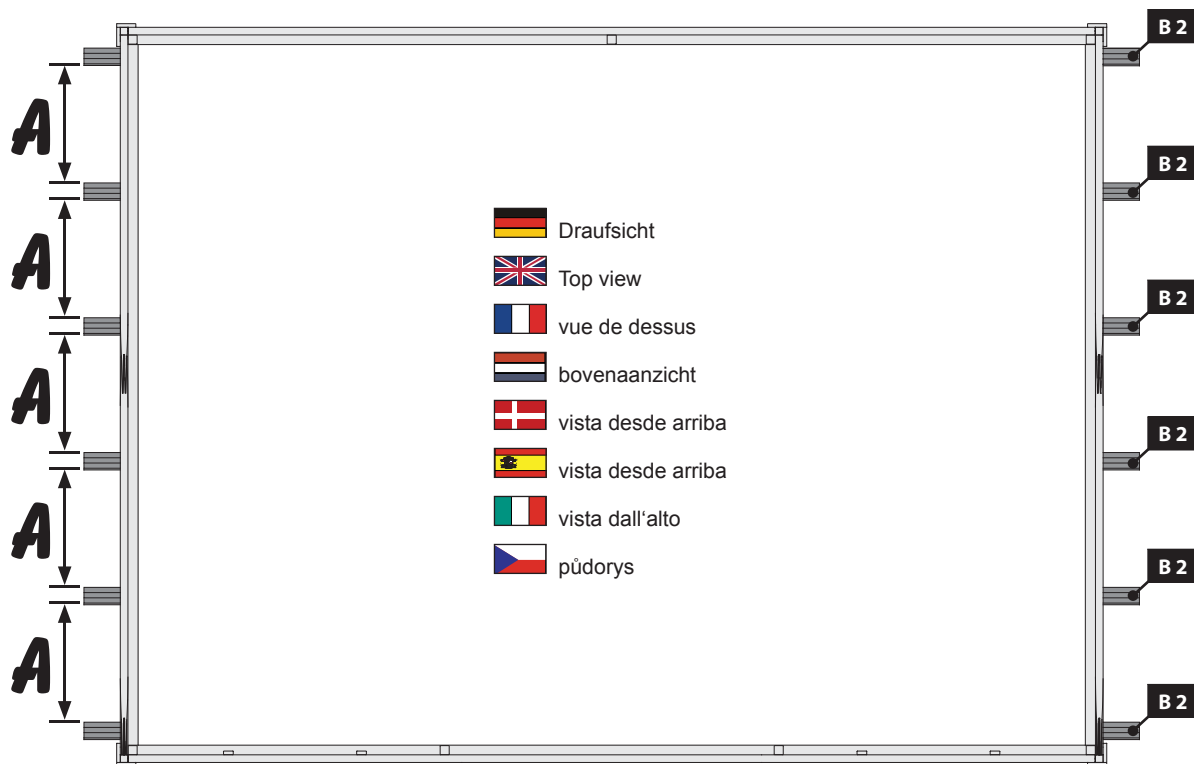 B 2
A
B 2
A
Draufsicht
Top view
B 2
vue de dessus
A
bovenaanzicht
vista desde arriba
B 2
vista desde arriba
A
vista dall‘alto
půdorys
B 2
A
B 2